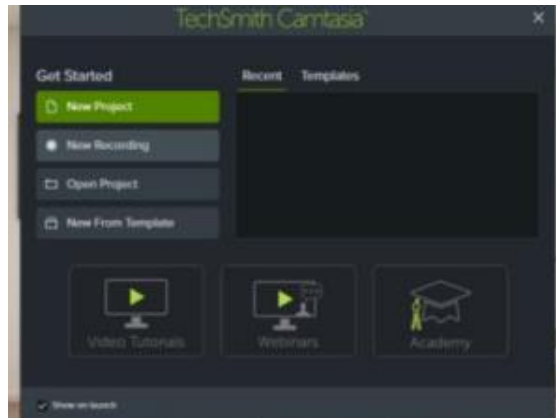 TechSmith Camtasia
Get Started
Recent Templates
New Project
New Recording
Open Project
New From Template
Video Tutorials
Webinars
Academy
Show on launch